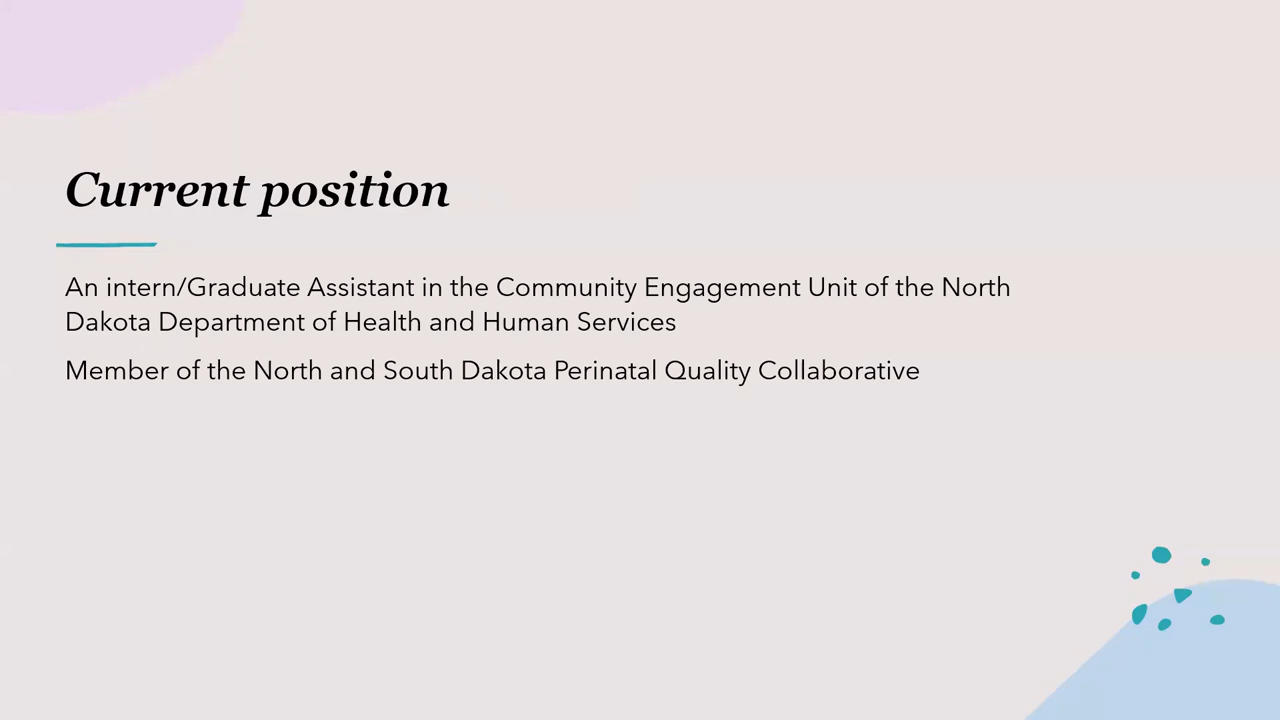 Current position
An intern/Graduate Assistant in the Community Engagement Unit of the North
Dakota Department of Health and Human Services
Member of the North and South Dakota Perinatal Quality Collaborative